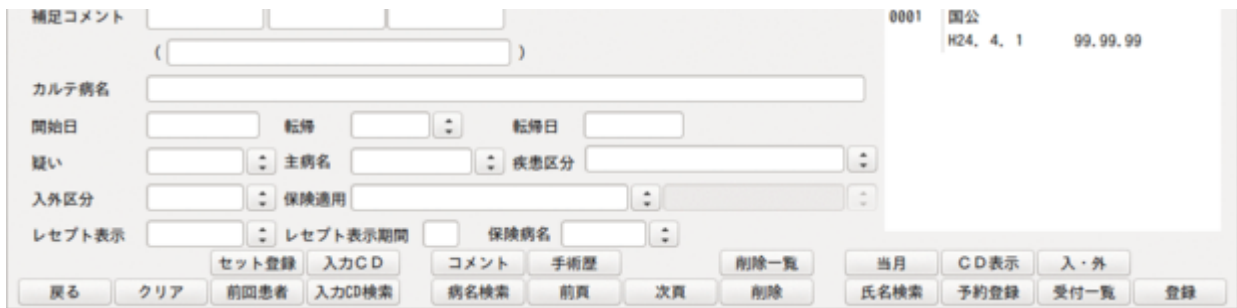 補足コメント 0001 国公
( ) H24. 4. 1 99.99.99
カルテ病名
開始日 転帰 転帰日
疑い 主病名 疾患区分
入外区分 保険適用
レセプト表示 レセプト表示期間 保険病名
セット登録 入力CD コメント 手術歴 削除一覧 当月 CD表示 入・外
戻る クリア 前回患者 入力CD検索 病名検索 前頁 次頁 削除 氏名検索 予約登録 受付一覧 登録